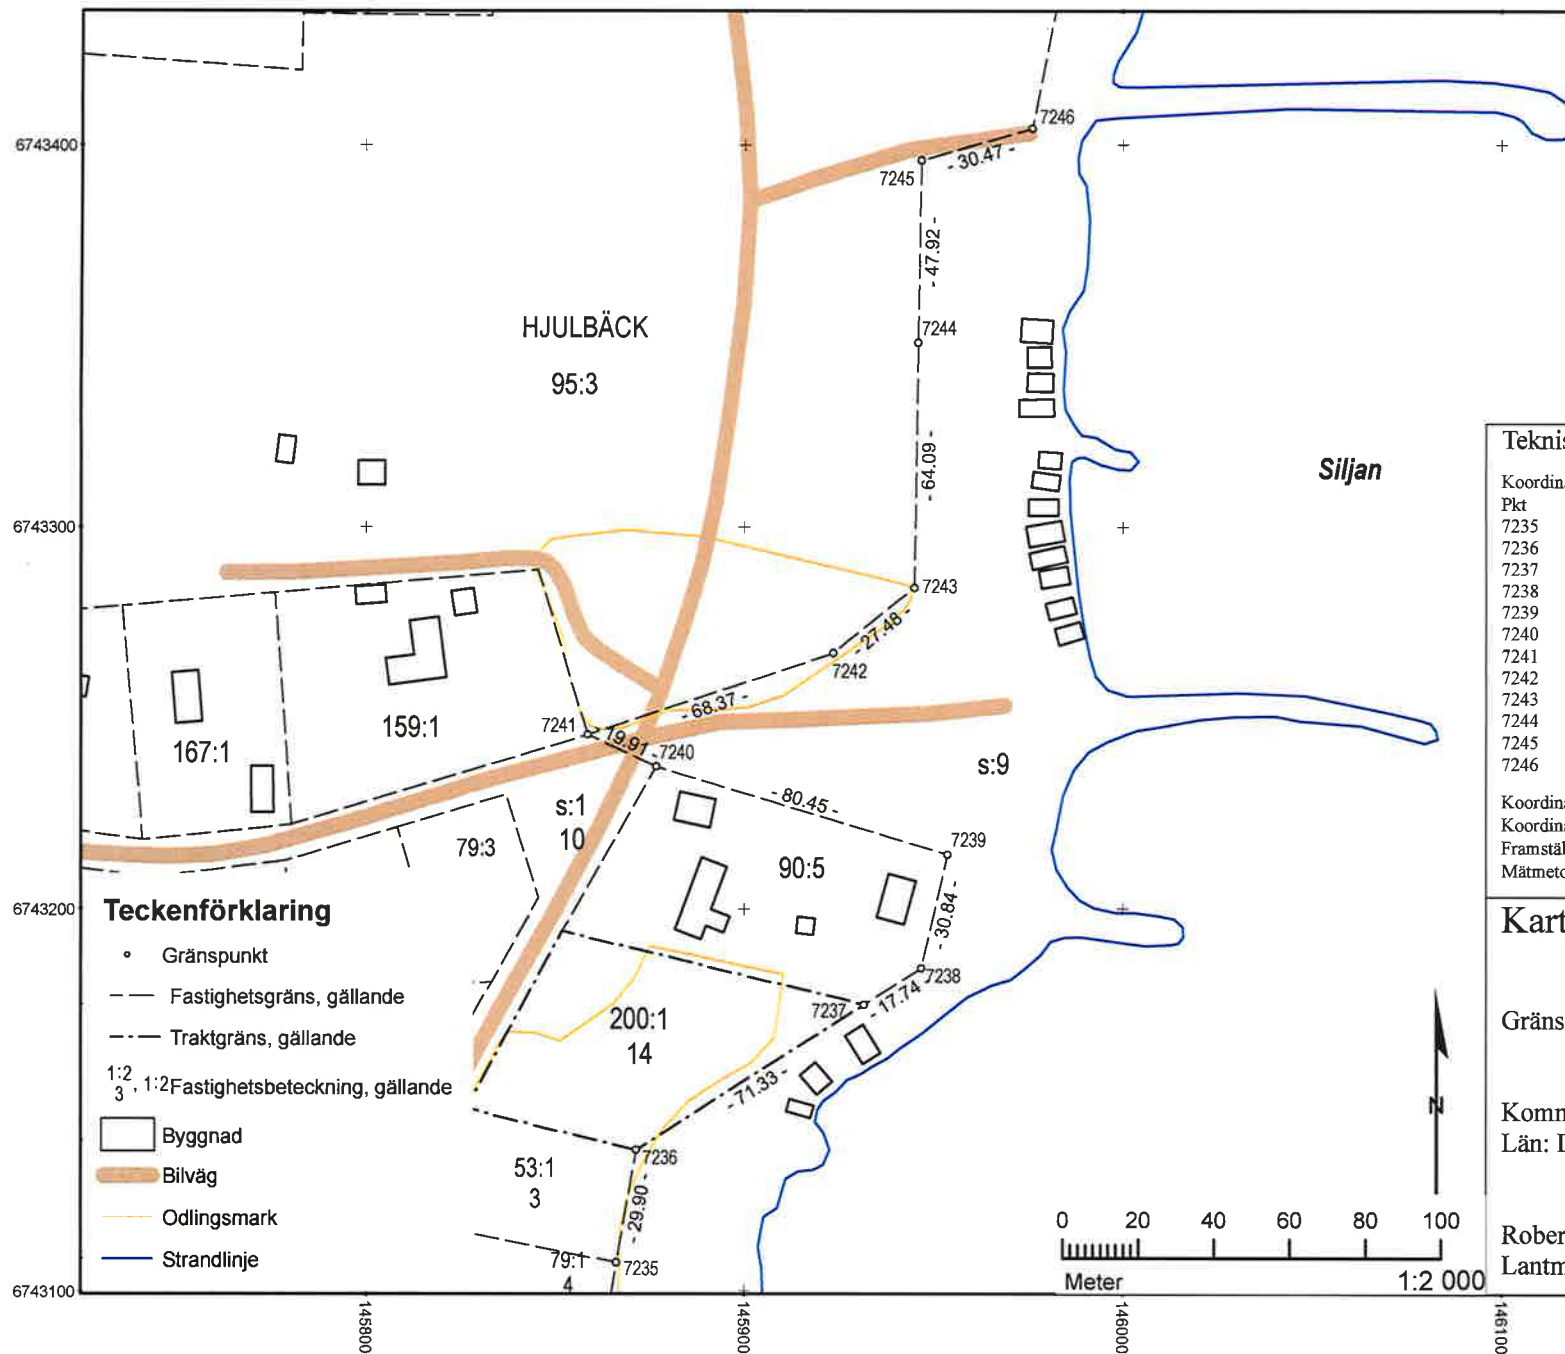 7246
6743400
- 30.47 -
7245
- 47.92 -
HJULBÄCK
7244
95:3
- 64.09 -
Siljan
6743300
7243
- 27.48 -
7242
- 68.37 -
159:1
7241
- 19.91 -
7240
167:1
s:9
- 80.45 -
s:1
10
79:3
7239
90:5
- 30.84 -
6743200
7238
- 17.74 -
7237
200:1
14
- 71.33 -
7236
53:1
3
- 29.90 -
79:1
4
7235
6743100
145800
145900
146000
146100
Teckenförklaring
Gränspunkt
Fastighetsgräns, gällande
Traktgräns, gällande
1:2
3 , 1:2 Fastighetsbeteckning, gällande
Byggnad
Bilväg
Odlingsmark
Strandlinje
0 20 40 60 80 100
Meter 1:2 000
N
Teknis
Koordina
Pkt
7235
7236
7237
7238
7239
7240
7241
7242
7243
7244
7245
7246
Koordina
Koordina
Framstäl
Mätmeto
Kart
Gräns
Komn
Län: D
Rober
Lantm